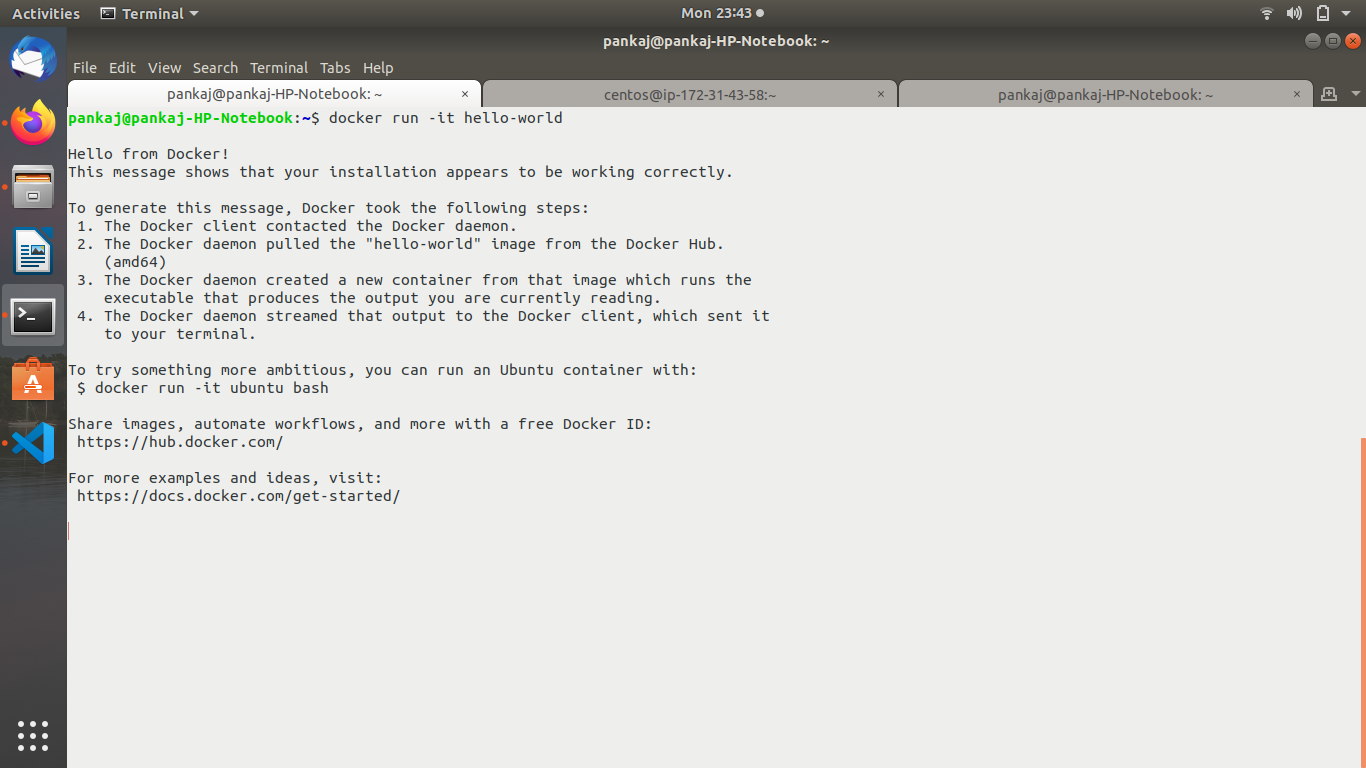 Activities Terminal Mon 23:43
pankaj@pankaj-HP-Notebook: ~
File Edit View Search Terminal Tabs Help
pankaj@pankaj-HP-Notebook: ~ × centos@ip-172-31-43-58:~ × pankaj@pankaj-HP-Notebook: ~ ×
pankaj@pankaj-HP-Notebook:~$ docker run -it hello-world
Hello from Docker!
This message shows that your installation appears to be working correctly.
To generate this message, Docker took the following steps:
1. The Docker client contacted the Docker daemon.
2. The Docker daemon pulled the "hello-world" image from the Docker Hub.
(amd64)
3. The Docker daemon created a new container from that image which runs the
executable that produces the output you are currently reading.
4. The Docker daemon streamed that output to the Docker client, which sent it
to your terminal.
To try something more ambitious, you can run an Ubuntu container with:
$ docker run -it ubuntu bash
Share images, automate workflows, and more with a free Docker ID:
https://hub.docker.com/
For more examples and ideas, visit:
https://docs.docker.com/get-started/